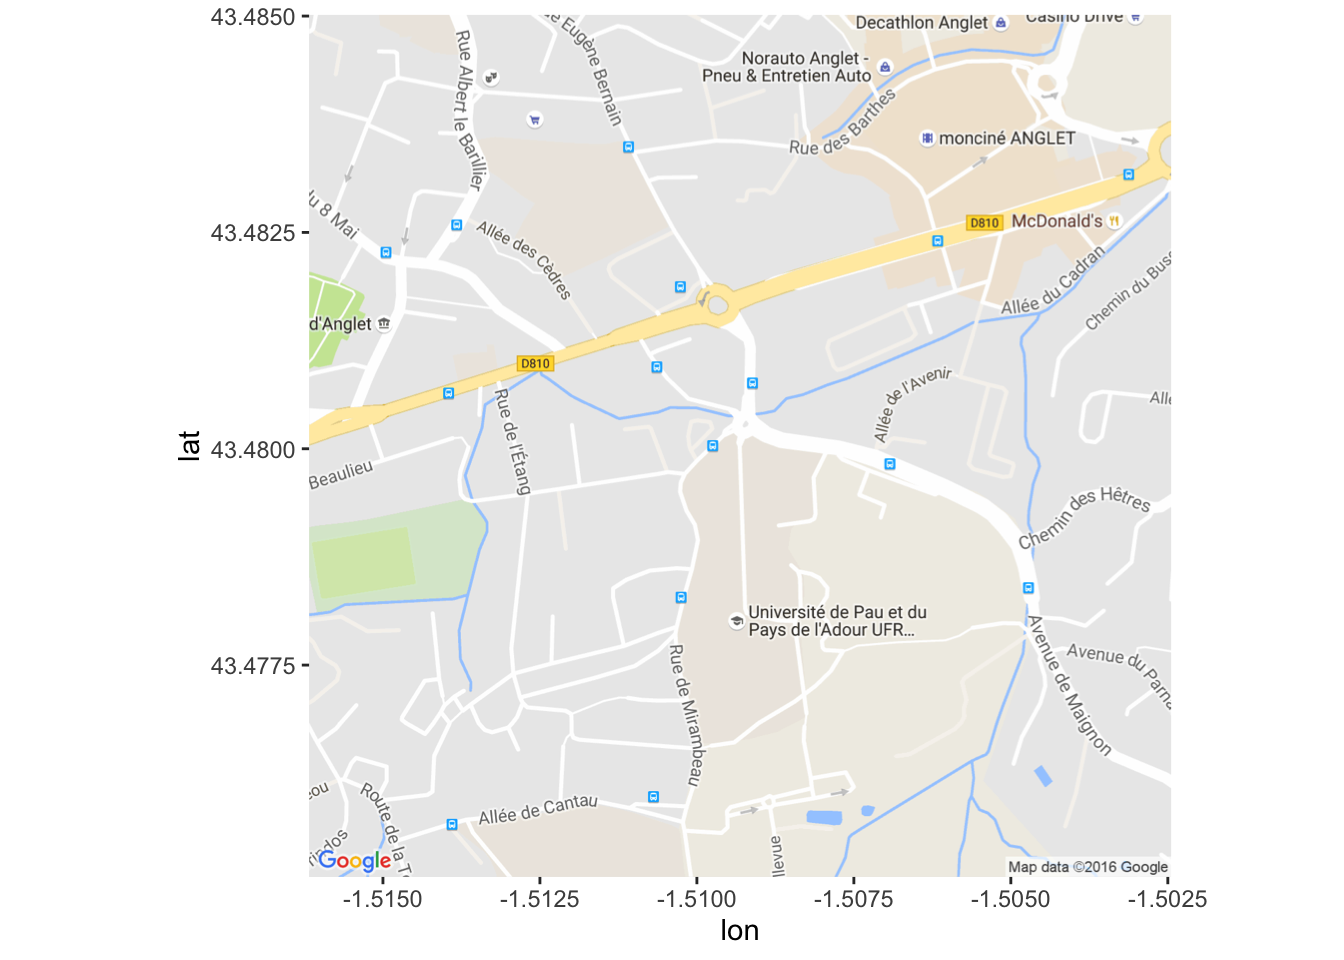 43.4850
43.4825
43.4800
43.4775
lat
-1.5150
-1.5125
-1.5100
-1.5075
-1.5050
-1.5025
lon
Rue Albert le Barillier
Eugène Bernain
Decathlon Anglet
Casino Drive
Norauto Anglet -
Pneu & Entretien Auto
Rue des Barthes
monciné ANGLET
8 Mai
Allée des Cèdres
D810
McDonald's
Allée du Cadran
Chemin du Busc
d'Anglet
D810
Rue de l'Étang
Allée de l'Avenir
Allé
Beaulieu
Chemin des Hêtres
Université de Pau et du
Pays de l'Adour UFR...
Rue de Mirambeau
Avenue de Maignon
Avenue du Parna
Route de la T
Allée de Cantau
llevue
Google
Map data ©2016 Google